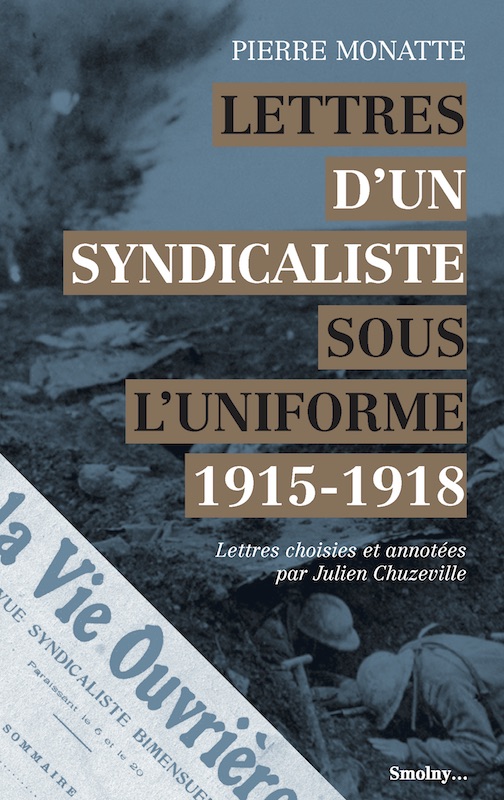 PIERRE MONATTE
LETTRES
D’UN
SYNDICALISTE
SOUS
L’UNIFORME
1915-1918
Lettres choisies et annotées
par Julien Chuzeville
la Vie Ouvrière
VUE SYNDICALISTE BIMENSUEL
Paraissant le 5 et le 20
SOMMAIRE
Smolny...